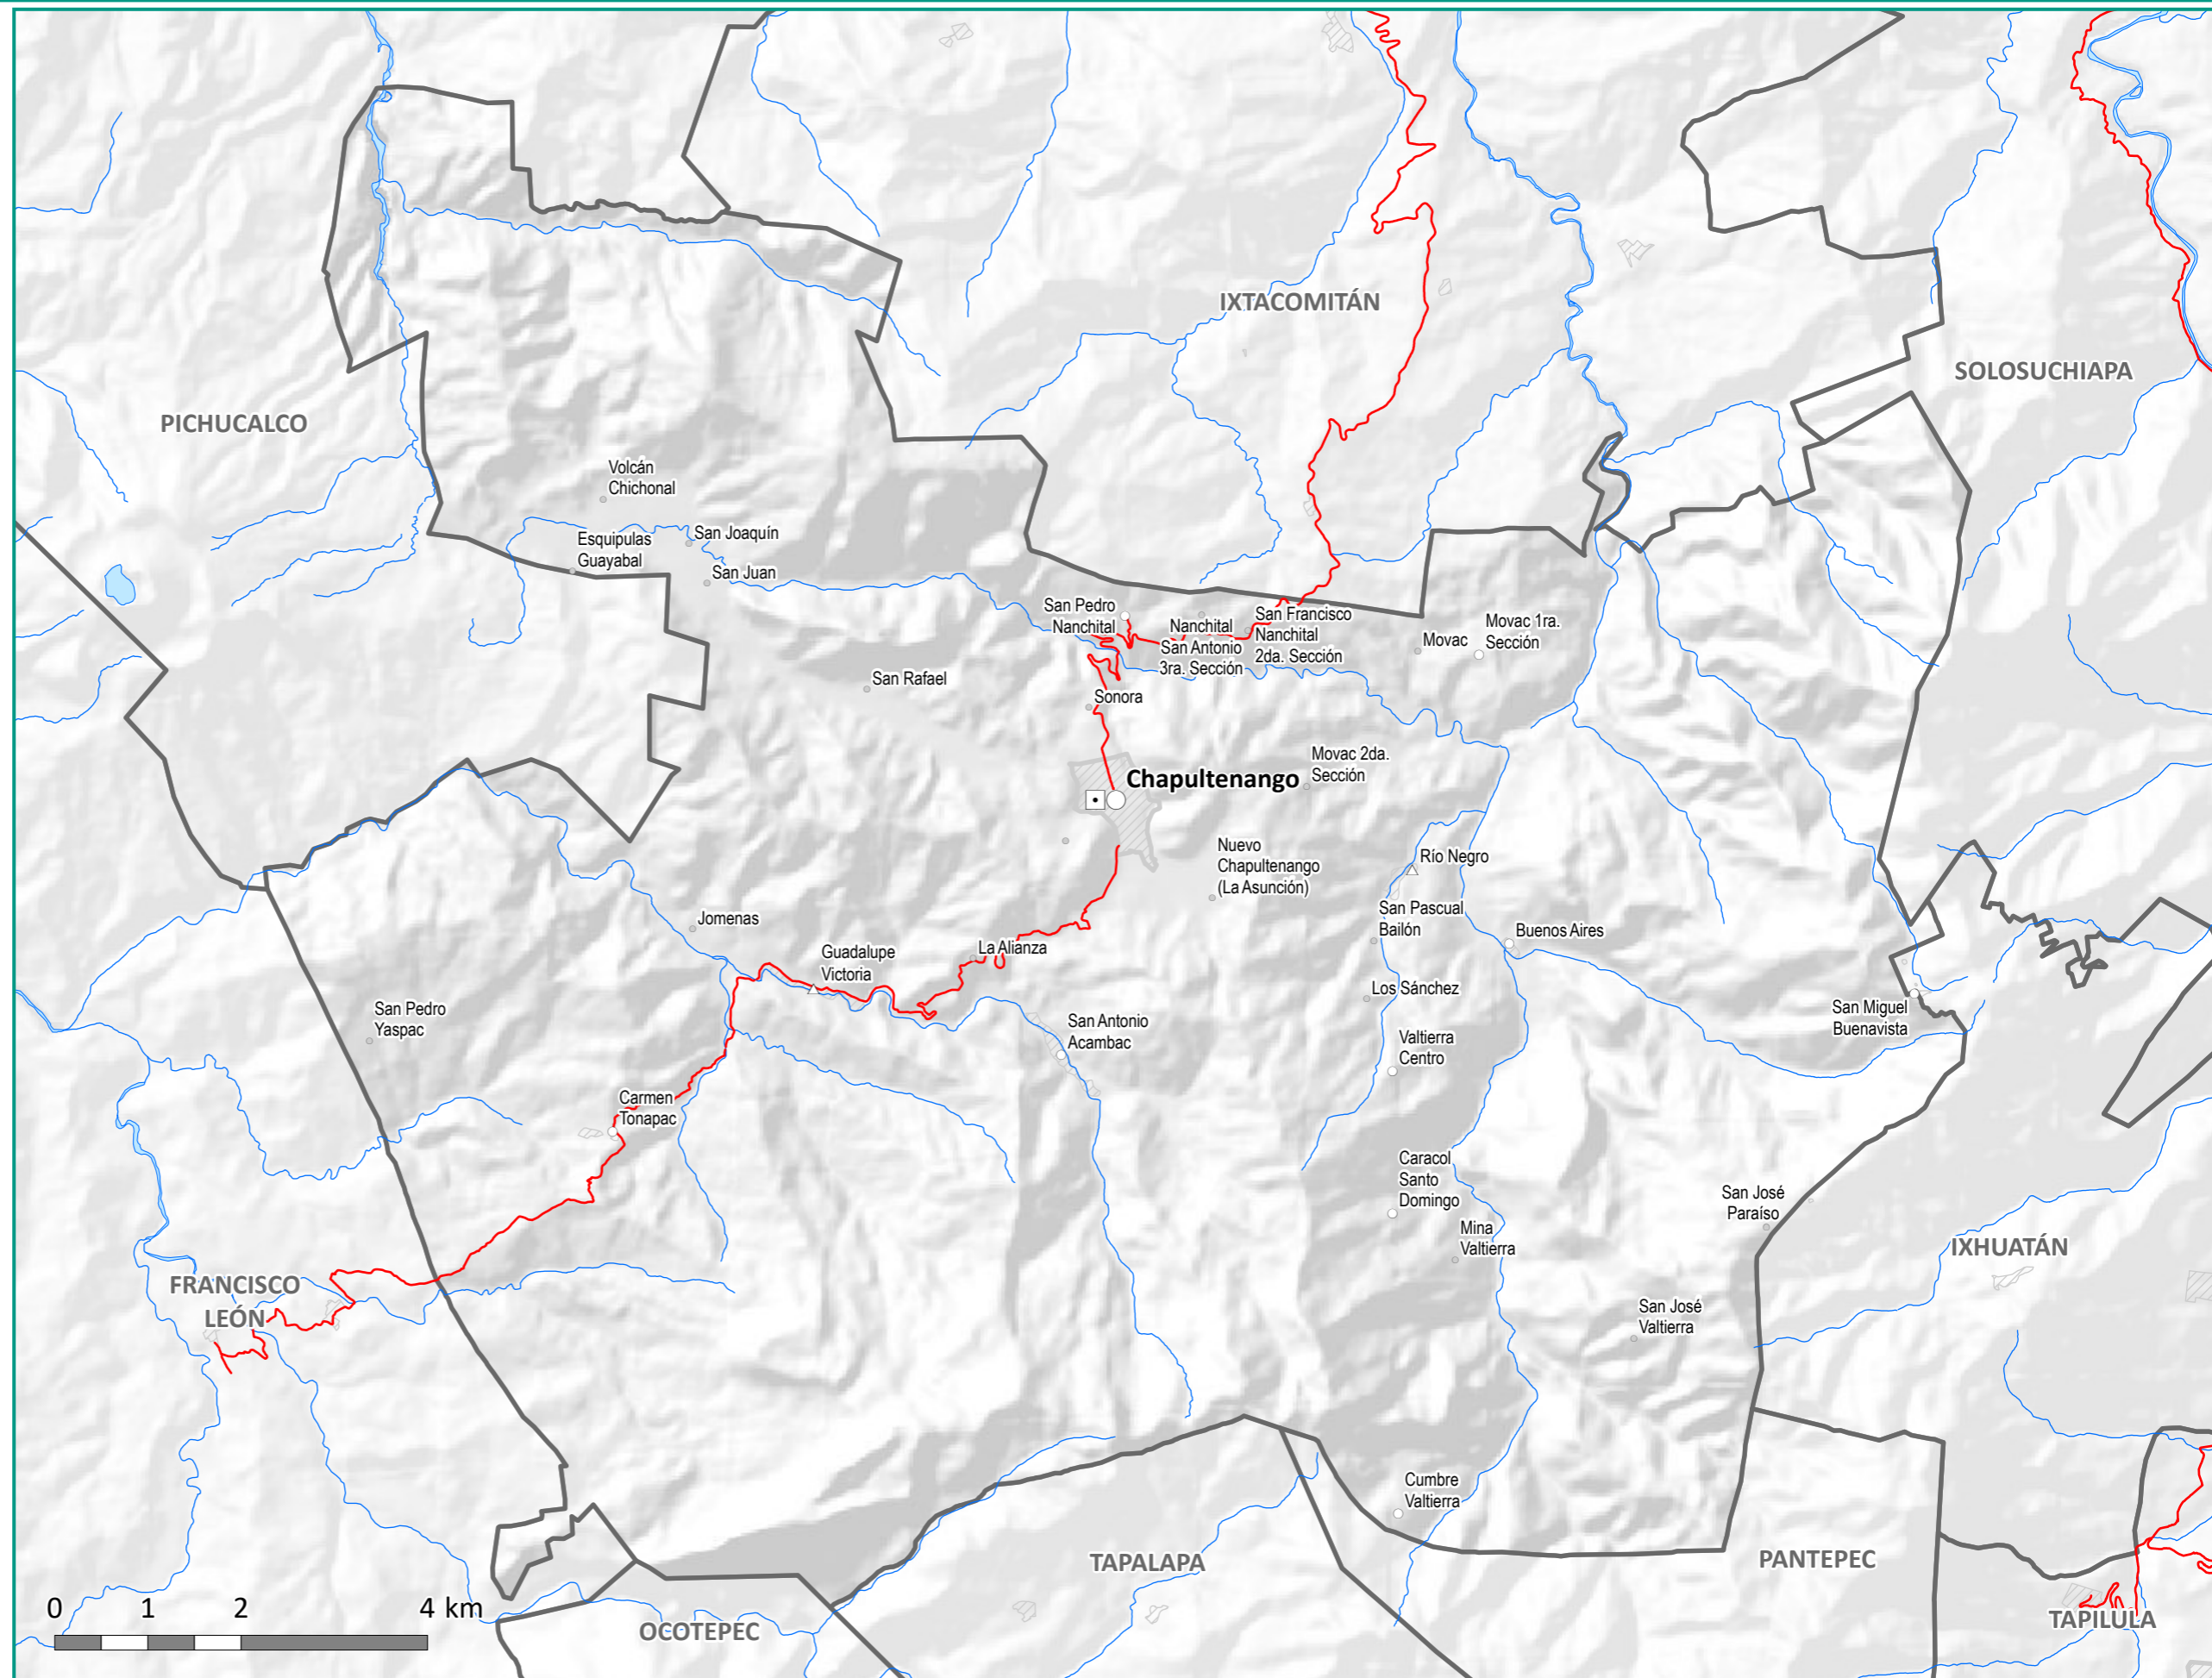 IXTACOMITÁN
SOLOSUCHIAPA
PICHUCALCO
Volcán
Chichonal
Esquipulas
Guayabal
San Joaquín
San Juan
San Pedro
Nanchital
Nanchital
San Antonio
3ra. Sección
San Francisco
Nanchital
2da. Sección
Movac
Movac 1ra.
Sección
San Rafael
Sonora
Chapultenango
Movac 2da.
Sección
Nuevo
Chapultenango
(La Asunción)
Río Negro
San Pascual
Bailón
Buenos Aires
Jomenas
Guadalupe
Victoria
La Alianza
Los Sánchez
San Pedro
Yaspac
San Antonio
Acambac
Valtierra
Centro
San Miguel
Buenavista
Carmen
Tonapac
Caracol
Santo
Domingo
Mina
Valtierra
San José
Paraíso
IXHUATÁN
FRANCISCO
LEÓN
San José
Valtierra
Cumbre
Valtierra
TAPALAPA
PANTEPEC
OCOTEPEC
TAPILULA
0 1 2 4 km